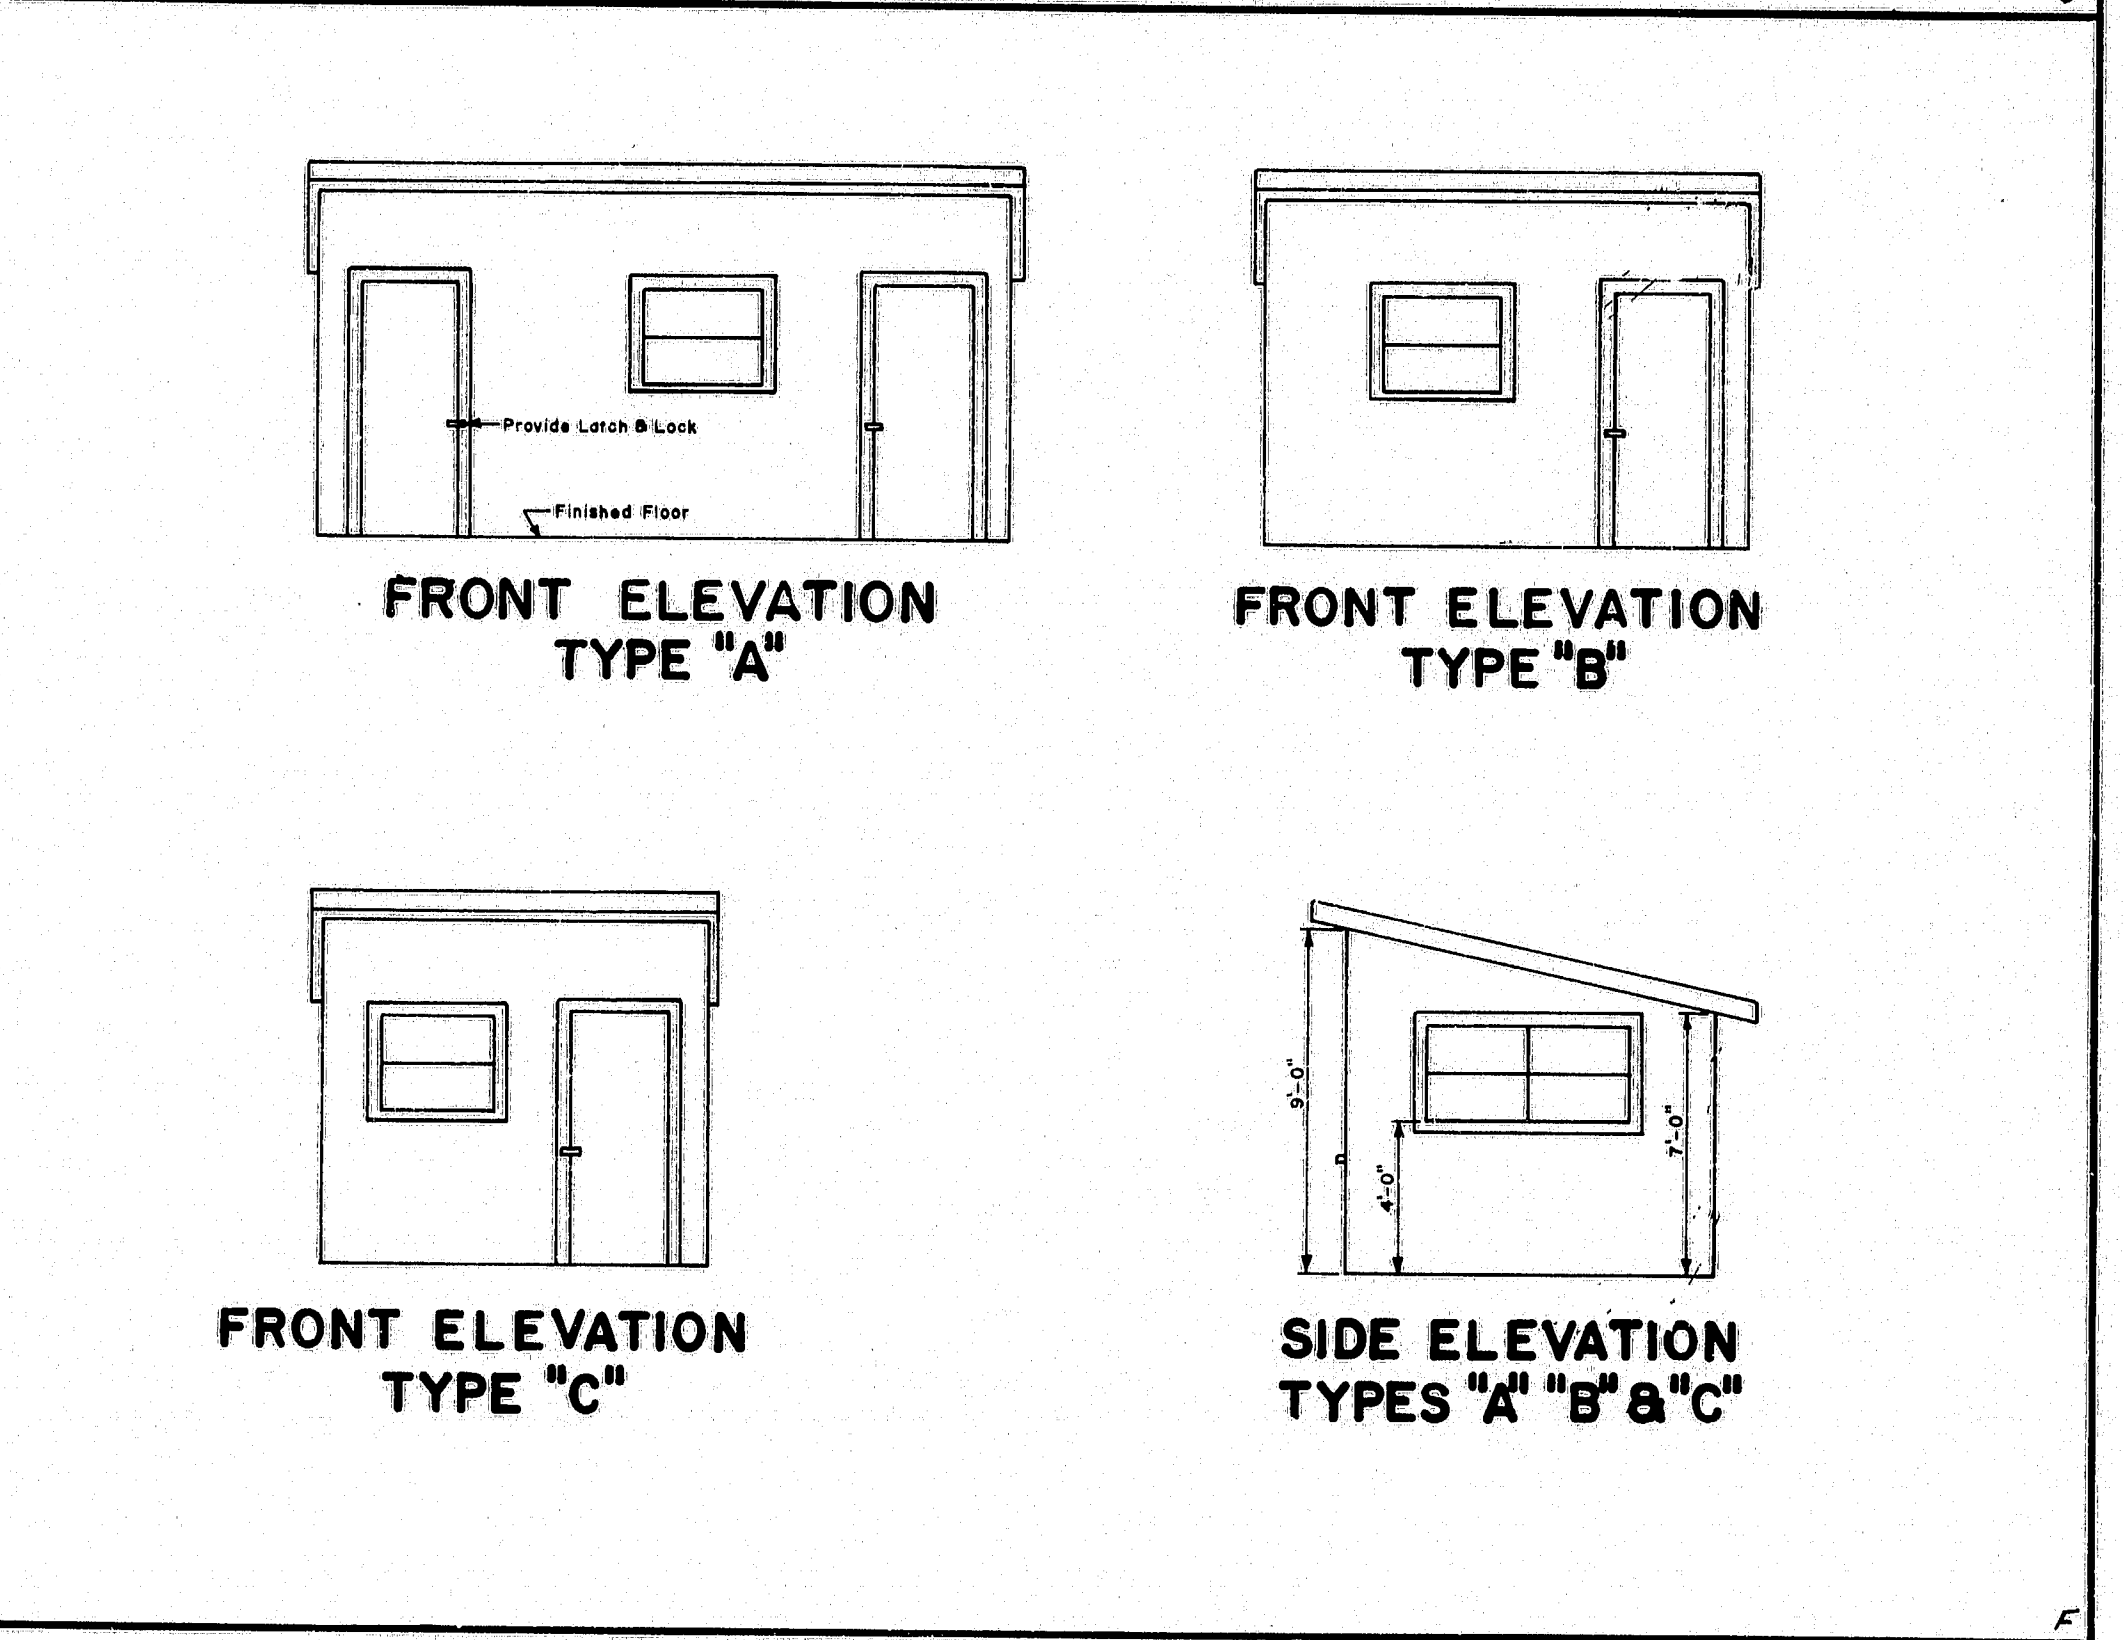 Provide Latch & Lock
Finished Floor
FRONT ELEVATION
TYPE "A"
FRONT ELEVATION
TYPE "B"
FRONT ELEVATION
TYPE "C"
9'-0"
4'-0"
7'-0"
SIDE ELEVATION
TYPES "A" "B" & "C"
F